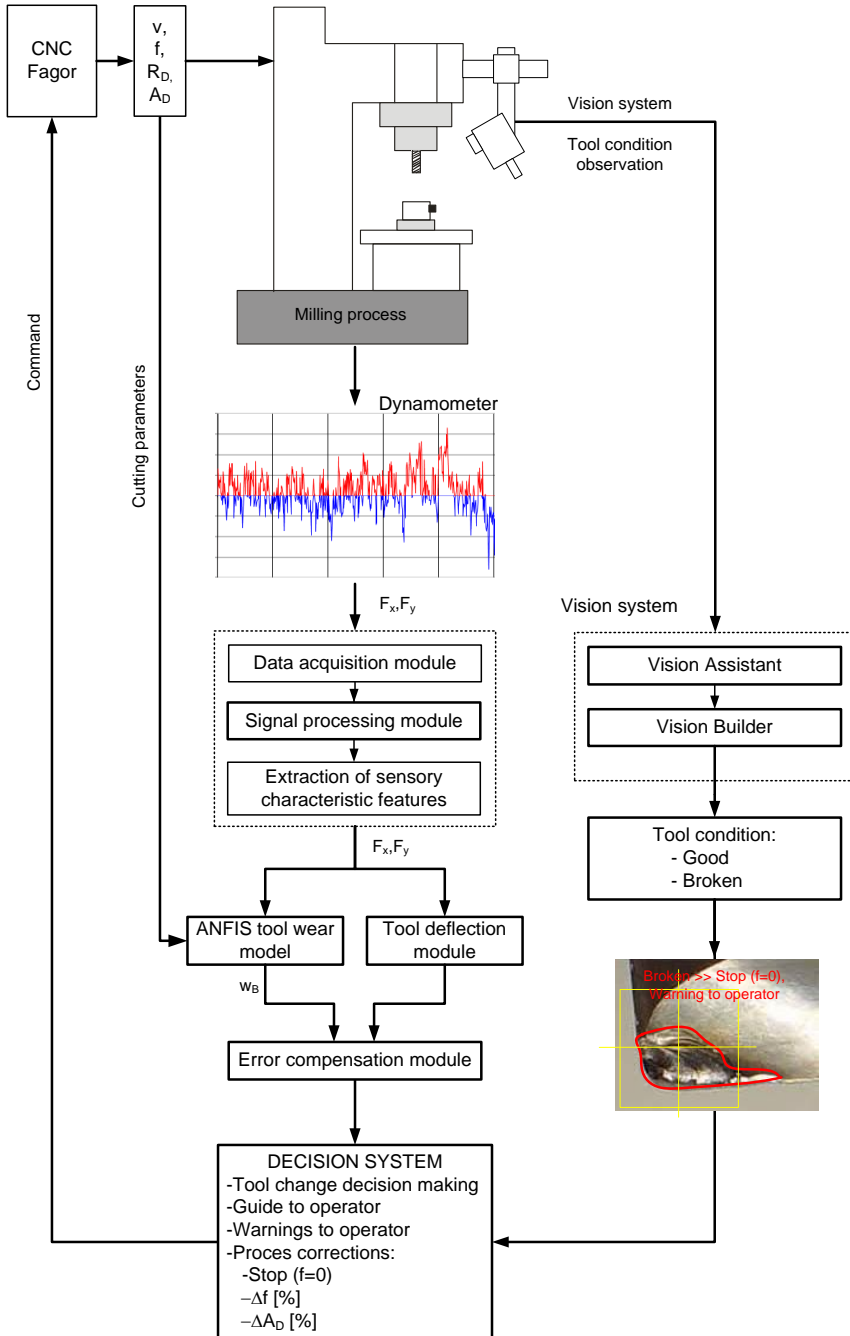 CNC
Fagor
v,
f,
R_D,
A_D
Vision system
Tool condition
observation
Milling process
Command
Cutting parameters
Dynamometer
F_x,F_y
Data acquisition module
Signal processing module
Extraction of sensory
characteristic features
F_x,F_y
ANFIS tool wear
model
Tool deflection
module
w_B
Error compensation module
Vision system
Vision Assistant
Vision Builder
Tool condition:
- Good
- Broken
Broken >> Stop (f=0),
Warning to operator
DECISION SYSTEM
-Tool change decision making
-Guide to operator
-Warnings to operator
-Proces corrections:
-Stop (f=0)
–Δf [%]
–ΔA_D [%]